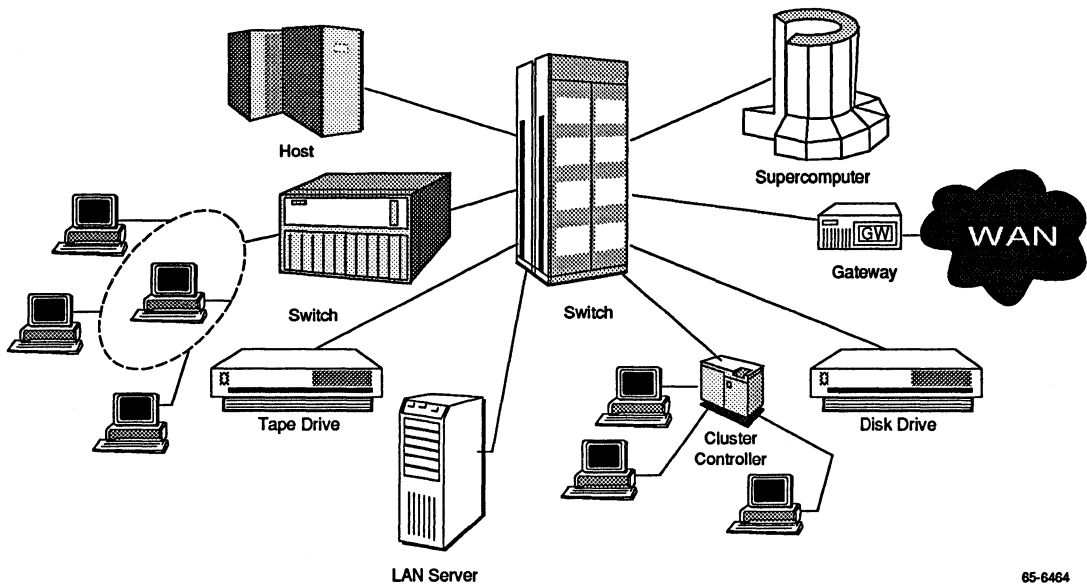 Host
Supercomputer
GW
WAN
Gateway
Switch
Switch
Tape Drive
Cluster
Controller
Disk Drive
LAN Server
65-6464